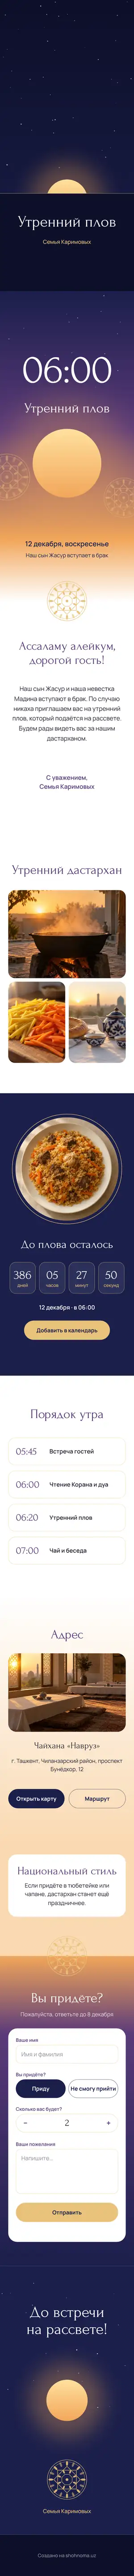 Утренний плов
Семья Каримовых
06:00
Утренний плов
12 декабря, воскресенье
Наш сын Жасур вступает в брак
Ассаламу алейкум,
дорогой гость!
Наш сын Жасур и наша невестка
Мадина вступают в брак. По случаю
никаха приглашаем вас на утренний
плов, который подаётся на рассвете.
Будем рады видеть вас за нашим
дастарханом.
С уважением,
Семья Каримовых
Утренний дастархан
До плова осталось
386
дней
05
часов
27
минут
50
секунд
12 декабря · в 06:00
Добавить в календарь
Порядок утра
05:45 Встреча гостей
06:00 Чтение Корана и дуа
06:20 Утренний плов
07:00 Чай и беседа
Адрес
Чайхана «Навруз»
г. Ташкент, Чиланзарский район, проспект
Бунёдкор, 12
Открыть карту
Маршрут
Национальный стиль
Если придёте в тюбетейке или
чапане, дастархан станет ещё
праздничнее.
Вы придёте?
Пожалуйста, ответьте до 8 декабря
Ваше имя
Имя и фамилия
Вы придёте?
Приду
Не смогу прийти
Сколько вас будет?
− 2 +
Ваши пожелания
Напишите...
Отправить
До встречи
на рассвете!
Семья Каримовых
Создано на shohnoma.uz